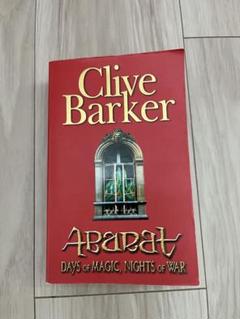 Clive
Barker
Abarat
DAYS OF MAGIC, NIGHTS OF WAR